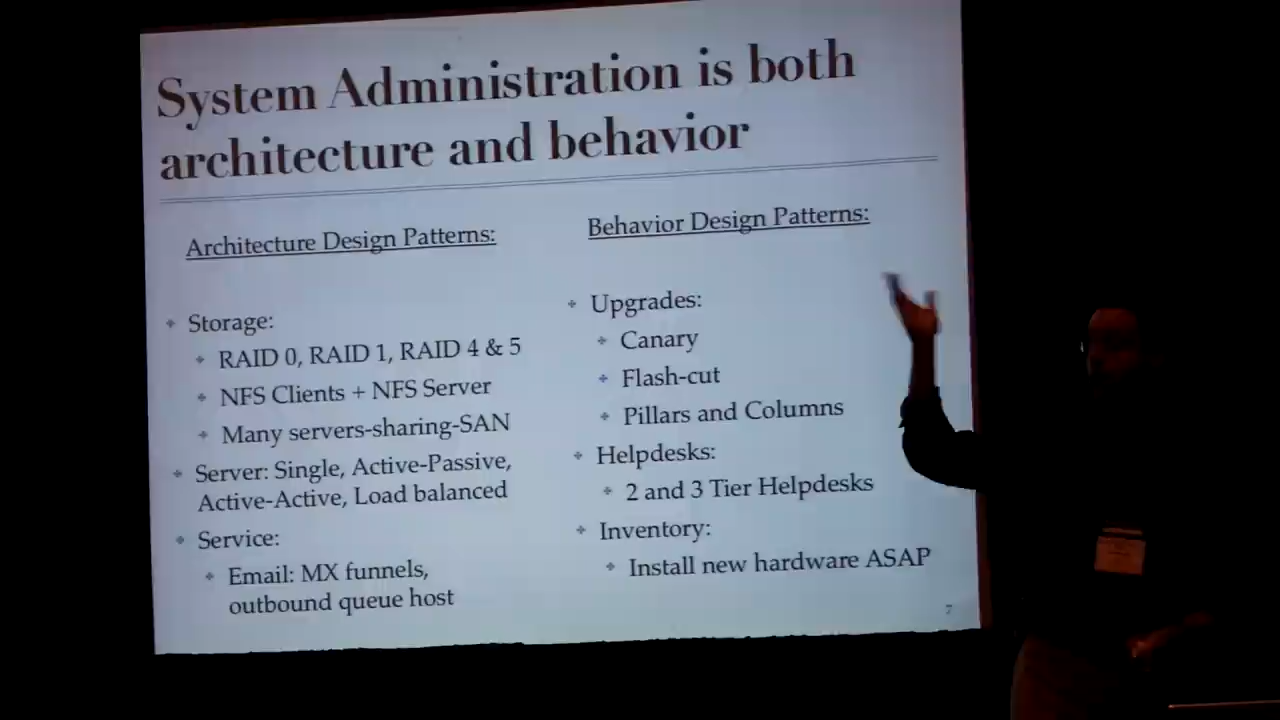 System Administration is both
architecture and behavior
Architecture Design Patterns:
Storage:
RAID 0, RAID 1, RAID 4 & 5
NFS Clients + NFS Server
Many servers-sharing-SAN
Server: Single, Active-Passive,
Active-Active, Load balanced
Service:
Email: MX funnels,
outbound queue host
Behavior Design Patterns:
Upgrades:
Canary
Flash-cut
Pillars and Columns
Helpdesks:
2 and 3 Tier Helpdesks
Inventory:
Install new hardware ASAP
7